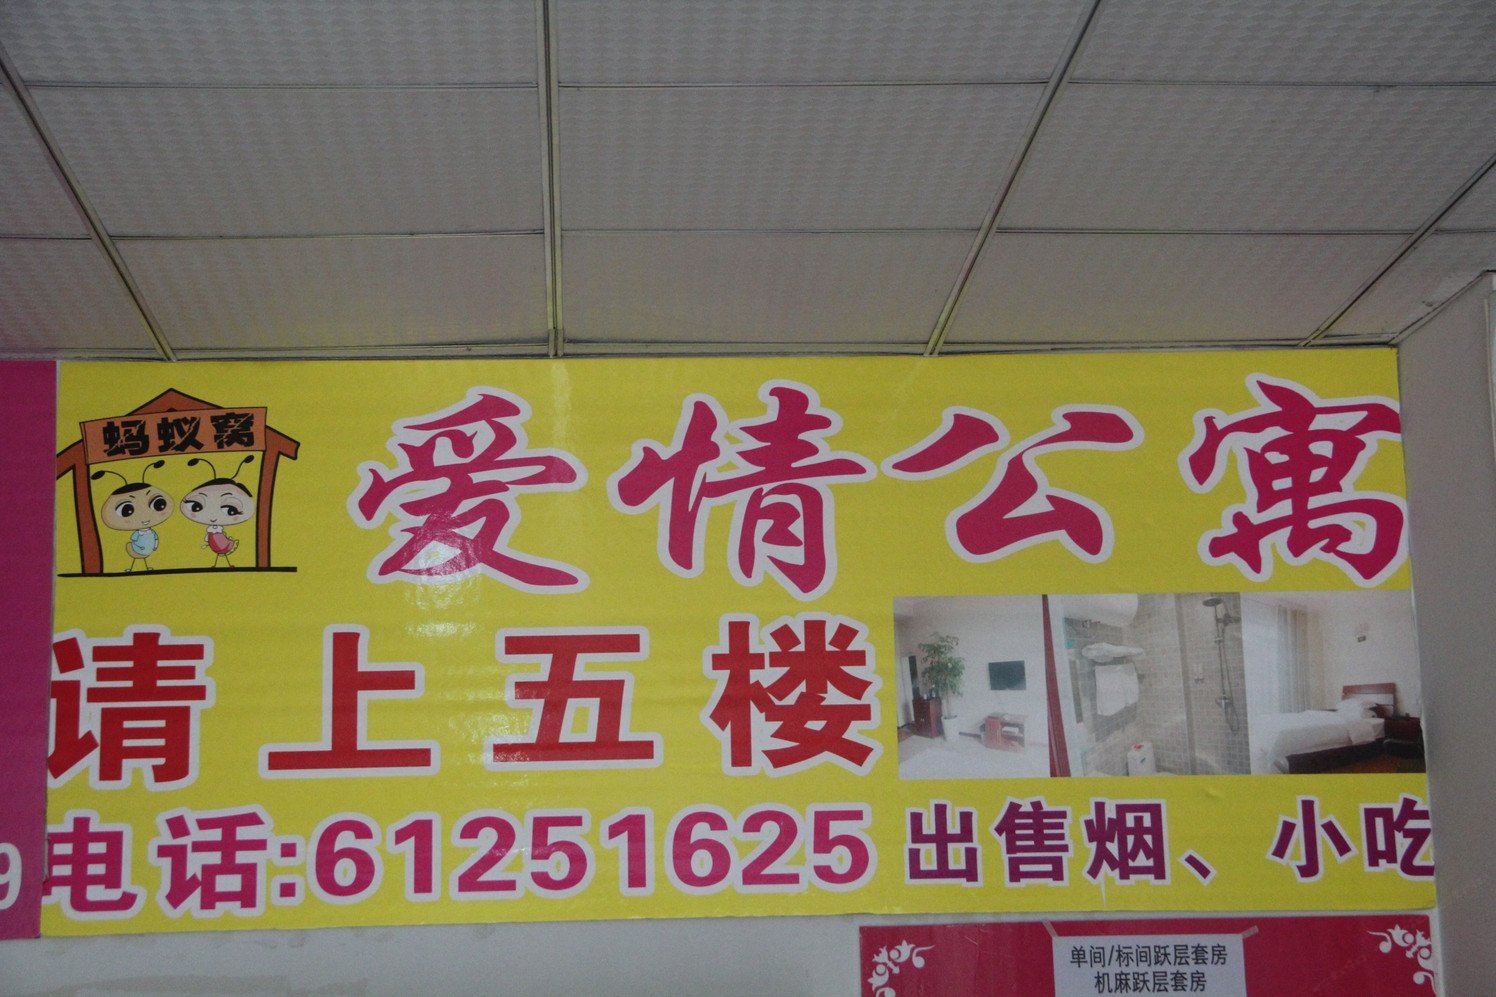 蚂蚁窝
爱情公寓
请上五楼
电话:61251625
出售烟、小吃
9
单间/标间跃层套房
机麻跃层套房